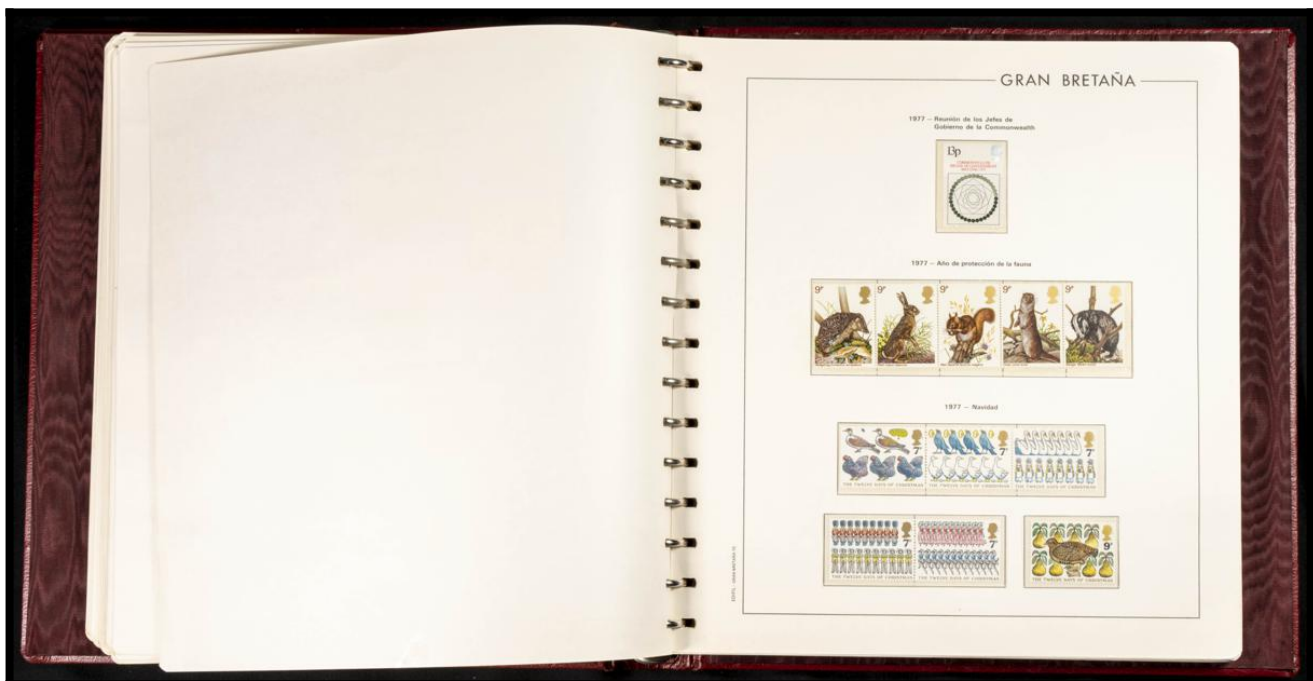 GRAN BRETAÑA
1977 – Reunión de los Jefes de
Gobierno de la Commonwealth
13p
1977 – Año de protección de la fauna
9P
9P
9P
9P
9P
1977 – Navidad
7P
7P
7P
THE TWELVE DAYS OF CHRISTMAS
THE TWELVE DAYS OF CHRISTMAS
THE TWELVE DAYS OF CHRISTMAS
7P
7P
9P
THE TWELVE DAYS OF CHRISTMAS
THE TWELVE DAYS OF CHRISTMAS
THE TWELVE DAYS OF CHRISTMAS